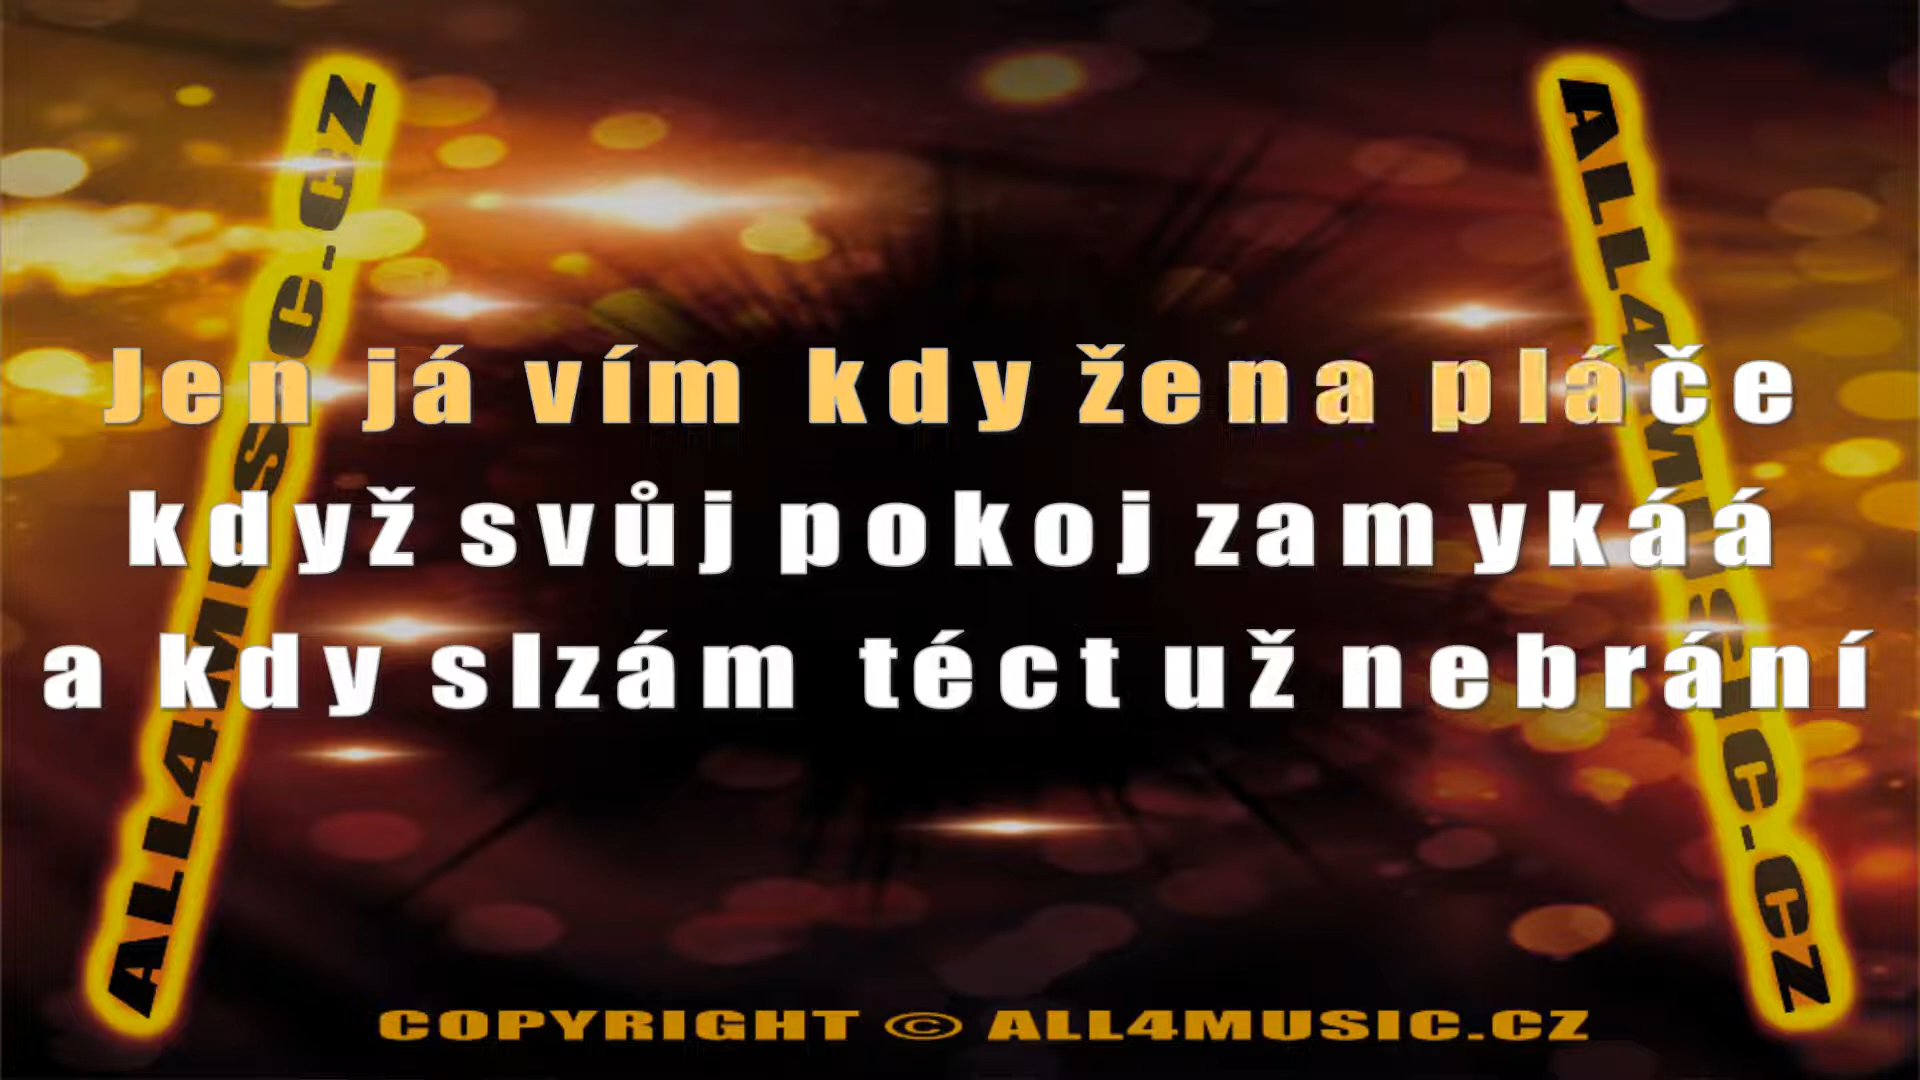 ALL4MUSIC-CZ
ALL4MUSIC-CZ
Jen já vím kdy žena pláče
když svůj pokoj zamykáá
a kdy slzám téct už nebrání
COPYRIGHT © ALL4MUSIC.CZ